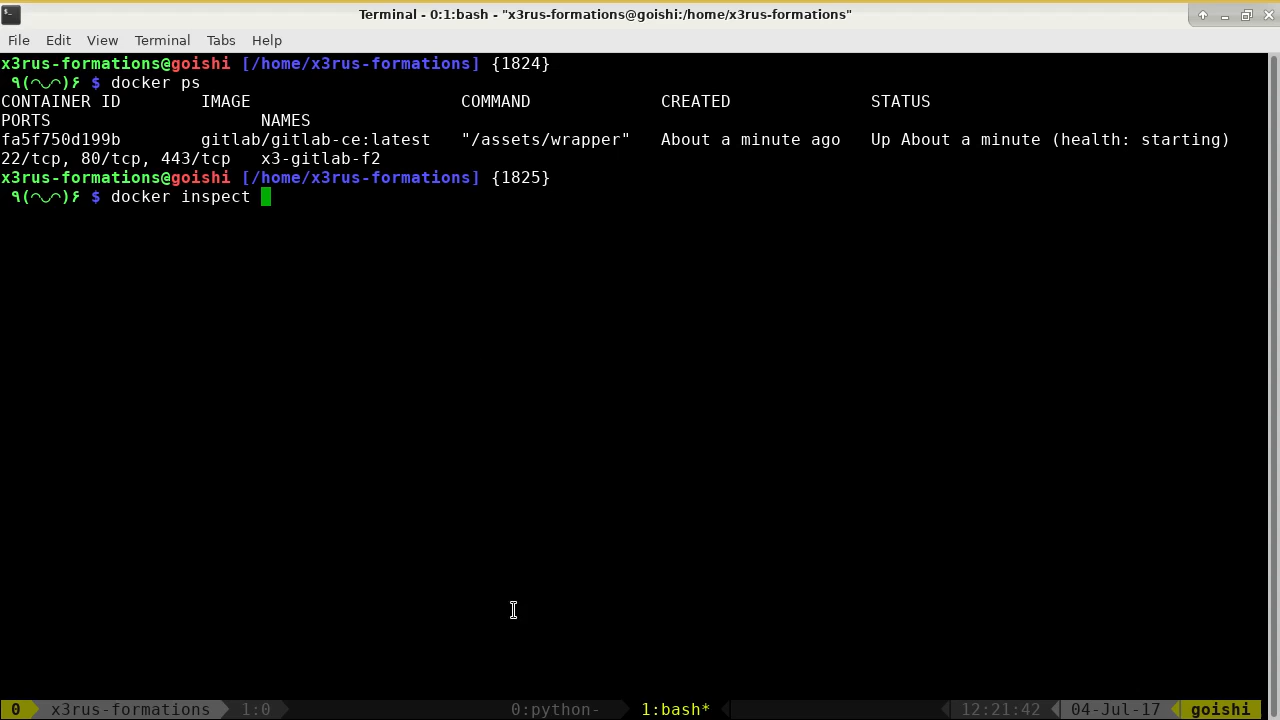 Terminal - 0:1:bash - "x3rus-formations@goishi:/home/x3rus-formations"
File Edit View Terminal Tabs Help
x3rus-formations@goishi [/home/x3rus-formations] {1824}
٩(◠◡◠)۶ $ docker ps
CONTAINER ID IMAGE COMMAND CREATED STATUS
PORTS NAMES
fa5f750d199b gitlab/gitlab-ce:latest "/assets/wrapper" About a minute ago Up About a minute (health: starting)
22/tcp, 80/tcp, 443/tcp x3-gitlab-f2
x3rus-formations@goishi [/home/x3rus-formations] {1825}
٩(◠◡◠)۶ $ docker inspect
0 x3rus-formations 1:0 0:python- 1:bash* 12:21:42 04-Jul-17 goishi